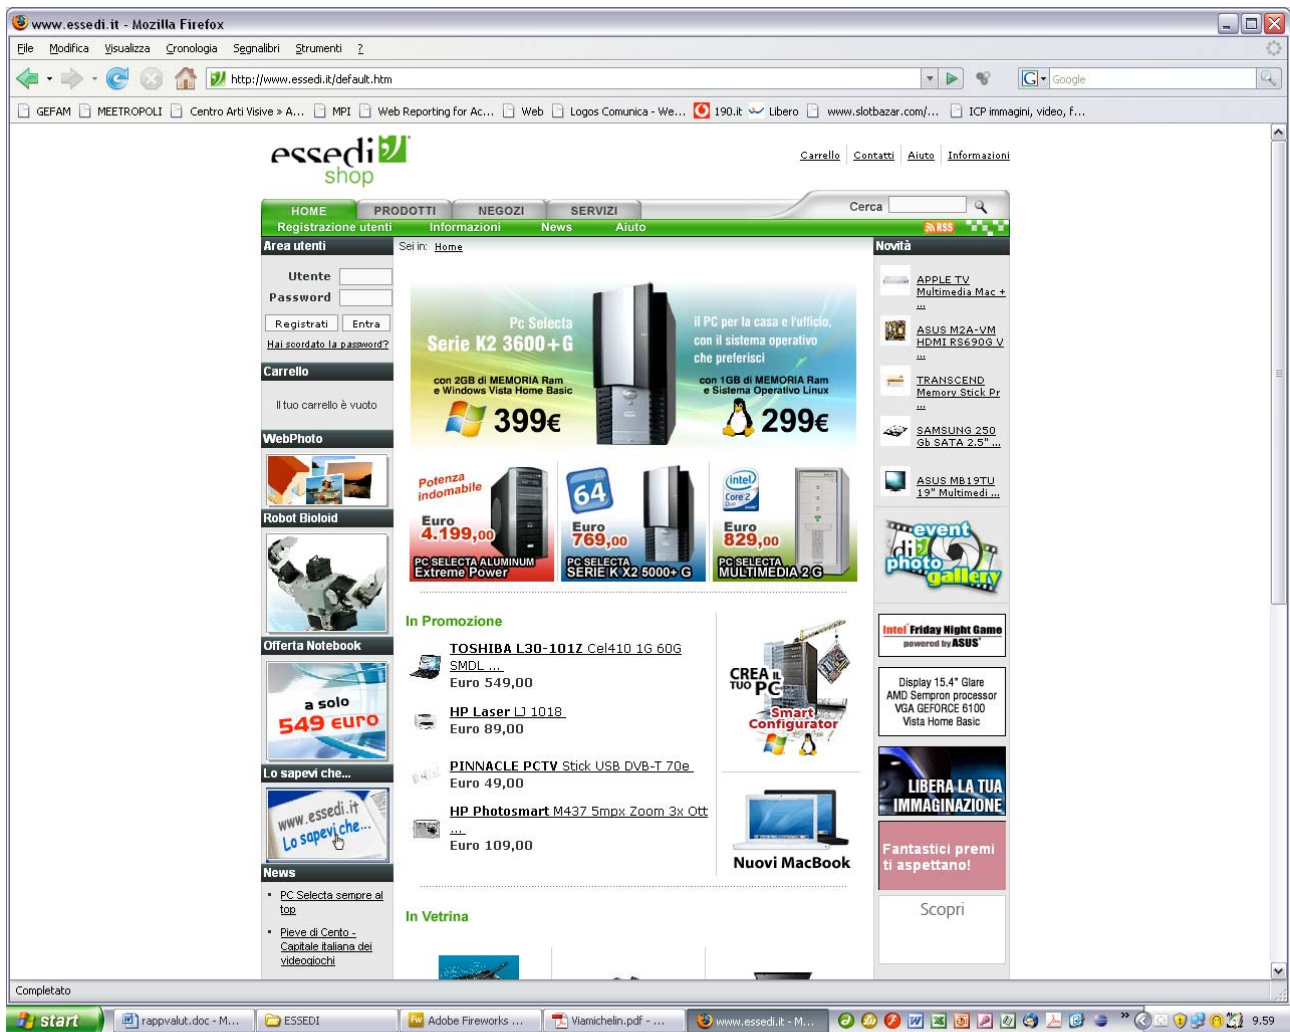 www.essedi.it - Mozilla Firefox
File Modifica Visualizza Cronologia Segnalibri Strumenti ?
http://www.essedi.it/default.htm
Google
GEFAM MEETROPOLI Centro Arti Visive » A... MPI Web Reporting for Ac... Web Logos Comunica - We... 190.it Libero www.slotbazar.com/... ICP immagini, video, f...
essedi
shop
Carrello Contatti Aiuto Informazioni
HOME PRODOTTI NEGOZI SERVIZI
Cerca
Registrazione utenti Informazioni News Aiuto
RSS
Area utenti
Utente
Password
Registrati Entra
Hai scordato la password?
Carrello
Il tuo carrello è vuoto
WebPhoto
Robot Bioloid
Offerta Notebook
a solo
549 euro
Lo sapevi che...
www.essedi.it
Lo sapevi che...
News
PC Selecta sempre al
top
Pieve di Cento -
Capitale italiana dei
videogiochi
Sei in: Home
Pc Selecta
Serie K2 3600+G
con 2GB di MEMORIA Ram
e Windows Vista Home Basic
399€
il PC per la casa e l'ufficio,
con il sistema operativo
che preferisci
con 1GB di MEMORIA Ram
e Sistema Operativo Linux
299€
Potenza
indomabile
Euro
4.199,00
PC SELECTA ALUMINUM
Extreme Power
64
Euro
769,00
PC SELECTA
SERIE K X2 5000+ G
intel
Core 2
Duo
Euro
829,00
PC SELECTA
MULTIMEDIA 2 G
In Promozione
TOSHIBA L30-101Z Cel410 1G 60G
SMDL ...
Euro 549,00
HP Laser LJ 1018
Euro 89,00
PINNACLE PCTV Stick USB DVB-T 70e
Euro 49,00
HP Photosmart M437 5mpx Zoom 3x Ott
...
Euro 109,00
CREA IL
TUO PC
Smart
Configurator
Nuovi MacBook
In Vetrina
Novità
APPLE TV
Multimedia Mac +
...
ASUS M2A-VM
HDMI RS690G V
...
TRANSCEND
Memory Stick Pr
...
SAMSUNG 250
Gb SATA 2.5" ...
ASUS MB19TU
19" Multimedi ...
event
di
photo
gallery
Intel Friday Night Game
powered by ASUS
Display 15.4" Glare
AMD Sempron processor
VGA GEFORCE 6100
Vista Home Basic
LIBERA LA TUA
IMMAGINAZIONE
Fantastici premi
ti aspettano!
Scopri
Completato
start rappvalut.doc - M... ESSEDI Adobe Fireworks ... Viamichelin.pdf - ... www.essedi.it - M... 9.59